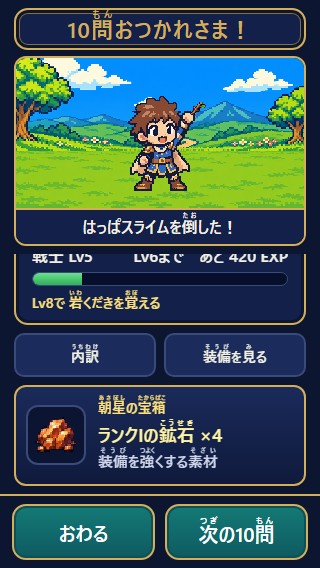 10問おつかれさま！
はっぱスライムを倒した！
戦士 Lv5 Lv6まで あと 420 EXP
Lv8で 岩くだきを覚える
内訳 装備を見る
朝星の宝箱
ランクIの鉱石 ×4
装備を強くする素材
おわる 次の10問